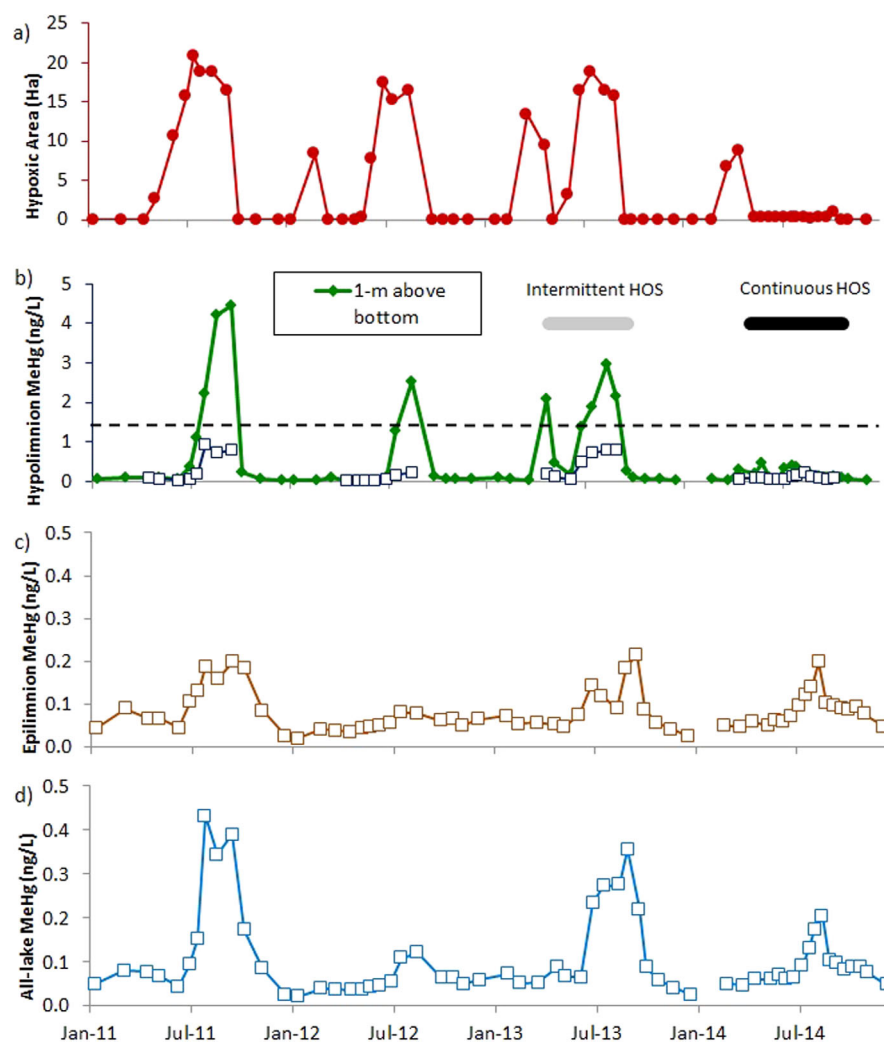 a)
Hypoxic Area (Ha)
25
20
15
10
5
0
b)
Hypolimnion MeHg (ng/L)
5
4
3
2
1
0
1-m above
bottom
Intermittent HOS
Continuous HOS
c)
Epilimnion MeHg (ng/L)
0.5
0.4
0.3
0.2
0.1
0.0
d)
All-lake MeHg (ng/L)
0.5
0.4
0.3
0.2
0.1
0.0
Jan-11 Jul-11 Jan-12 Jul-12 Jan-13 Jul-13 Jan-14 Jul-14